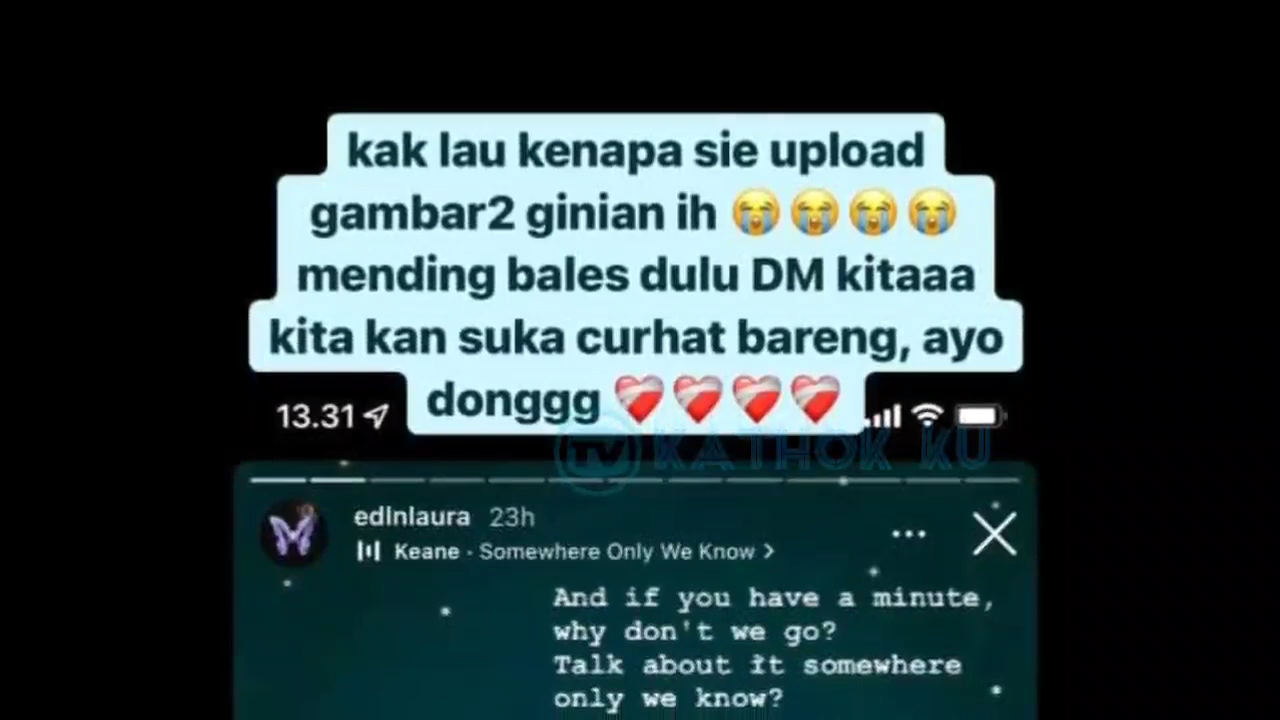 kak lau kenapa sie upload
gambar2 ginian ih 😭😭😭😭
mending bales dulu DM kitaaa
kita kan suka curhat bareng, ayo
donggg ❤️‍🩹❤️‍🩹❤️‍🩹❤️‍🩹
13.31
TV KATHOK KU
edlnlaura 23h
Keane - Somewhere Only We Know >
And if you have a minute,
why don't we go?
Talk about it somewhere
only we know?